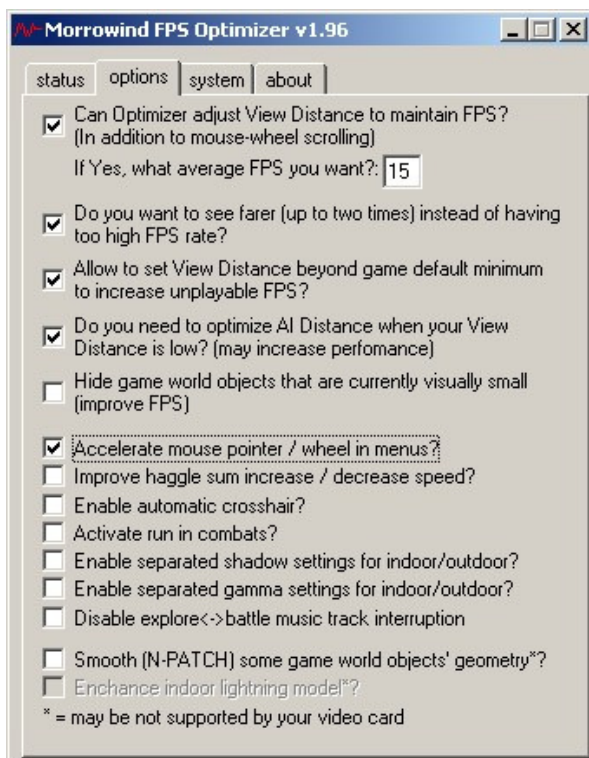 Morrowind FPS Optimizer v1.96
status options system about
Can Optimizer adjust View Distance to maintain FPS?
(In addition to mouse-wheel scrolling)
If Yes, what average FPS you want?: 15
Do you want to see farer (up to two times) instead of having
too high FPS rate?
Allow to set View Distance beyond game default minimum
to increase unplayable FPS?
Do you need to optimize AI Distance when your View
Distance is low? (may increase perfomance)
Hide game world objects that are currently visually small
(improve FPS)
Accelerate mouse pointer / wheel in menus?
Improve haggle sum increase / decrease speed?
Enable automatic crosshair?
Activate run in combats?
Enable separated shadow settings for indoor/outdoor?
Enable separated gamma settings for indoor/outdoor?
Disable explore<->battle music track interruption
Smooth (N-PATCH) some game world objects' geometry*?
Enchance indoor lightning model*?
* = may be not supported by your video card